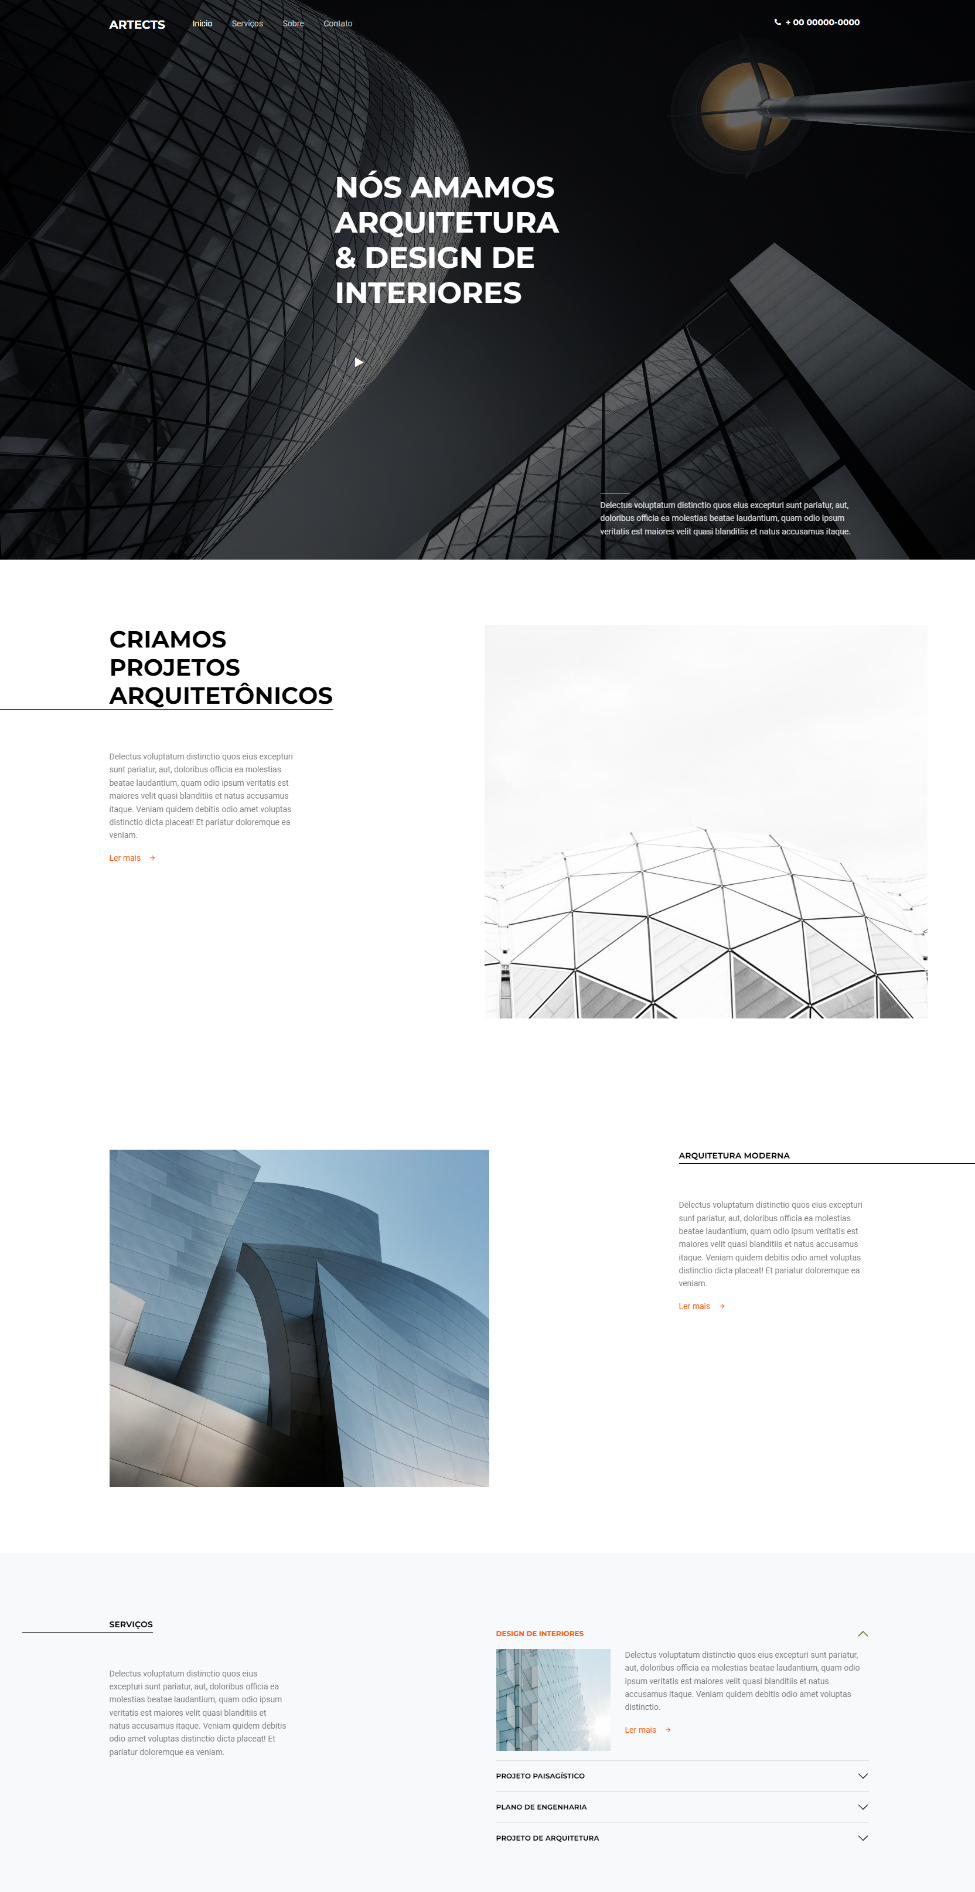 ARTECTS
Início
Serviços
Sobre
Contato
+ 00 00000-0000
NÓS AMAMOS
ARQUITETURA
& DESIGN DE
INTERIORES
Delectus voluptatum distinctio quos eius excepturi sunt pariatur, aut,
doloribus officia ea molestias beatae laudantium, quam odio ipsum
veritatis est maiores velit quasi blanditiis et natus accusamus itaque.
CRIAMOS
PROJETOS
ARQUITETÔNICOS
Delectus voluptatum distinctio quos eius excepturi
sunt pariatur, aut, doloribus officia ea molestias
beatae laudantium, quam odio ipsum veritatis est
maiores velit quasi blanditiis et natus accusamus
itaque. Veniam quidem debitis odio amet voluptas
distinctio dicta placeat! Et pariatur doloremque ea
veniam.
Ler mais
ARQUITETURA MODERNA
Delectus voluptatum distinctio quos eius excepturi
sunt pariatur, aut, doloribus officia ea molestias
beatae laudantium, quam odio ipsum veritatis est
maiores velit quasi blanditiis et natus accusamus
itaque. Veniam quidem debitis odio amet voluptas
distinctio dicta placeat! Et pariatur doloremque ea
veniam.
Ler mais
SERVIÇOS
Delectus voluptatum distinctio quos eius
excepturi sunt pariatur, aut, doloribus officia ea
molestias beatae laudantium, quam odio ipsum
veritatis est maiores velit quasi blanditiis et
natus accusamus itaque. Veniam quidem debitis
odio amet voluptas distinctio dicta placeat! Et
pariatur doloremque ea veniam.
DESIGN DE INTERIORES
Delectus voluptatum distinctio quos eius excepturi sunt pariatur,
aut, doloribus officia ea molestias beatae laudantium, quam odio
ipsum veritatis est maiores velit quasi blanditiis et natus
accusamus itaque. Veniam quidem debitis odio amet voluptas
distinctio.
Ler mais
PROJETO PAISAGÍSTICO
PLANO DE ENGENHARIA
PROJETO DE ARQUITETURA